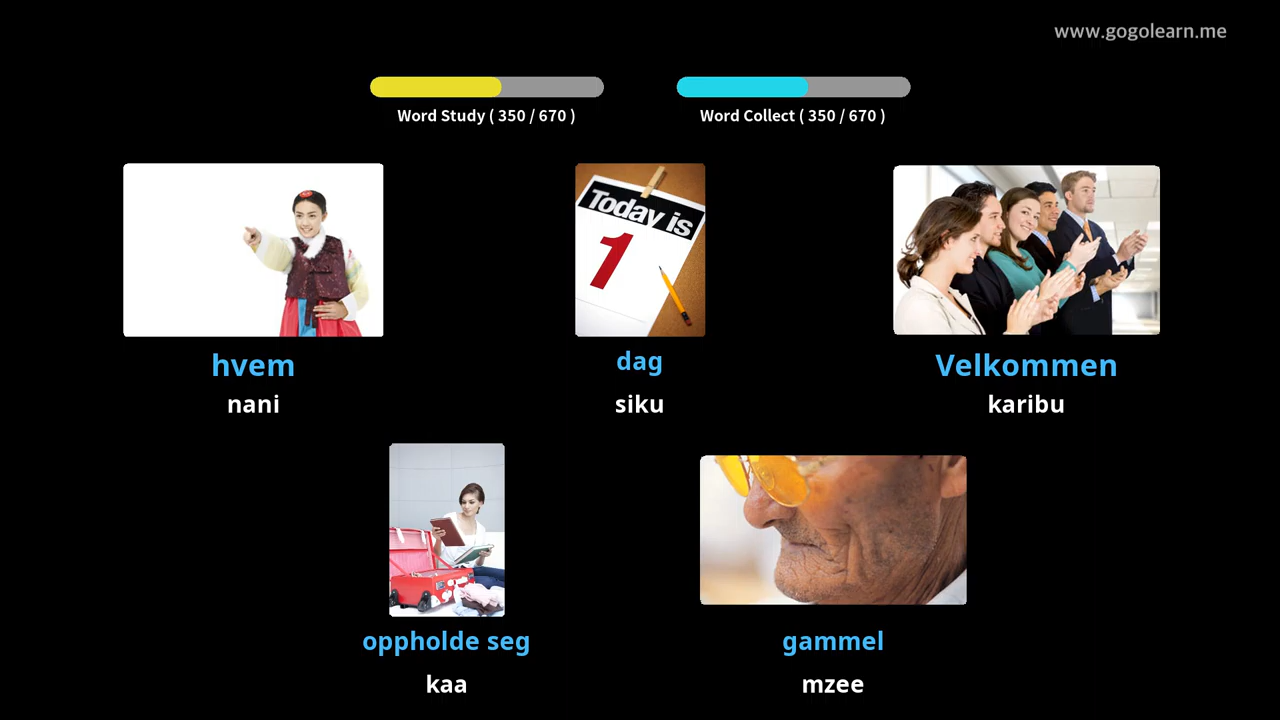 www.gogolearn.me
Word Study ( 350 / 670 )
Word Collect ( 350 / 670 )
Today is
1
hvem
dag
Velkommen
nani
siku
karibu
oppholde seg
gammel
kaa
mzee